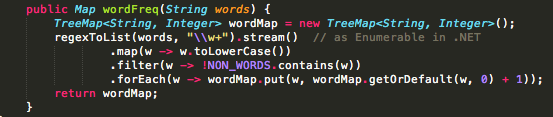 public Map wordFreq(String words) {
    TreeMap<String, Integer> wordMap = new TreeMap<String, Integer>();
    regexToList(words, "\\w+").stream()  // as Enumerable in .NET
            .map(w -> w.toLowerCase())
            .filter(w -> !NON_WORDS.contains(w))
            .forEach(w -> wordMap.put(w, wordMap.getOrDefault(w, 0) + 1));
    return wordMap;
}